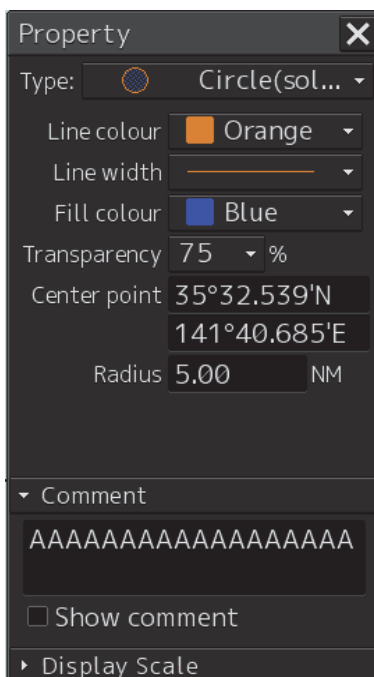 Property
Type: Circle(sol...
Line colour Orange
Line width
Fill colour Blue
Transparency 75 %
Center point 35°32.539'N
141°40.685'E
Radius 5.00 NM
Comment
AAAAAAAAAAAAAAAAAA
Show comment
Display Scale